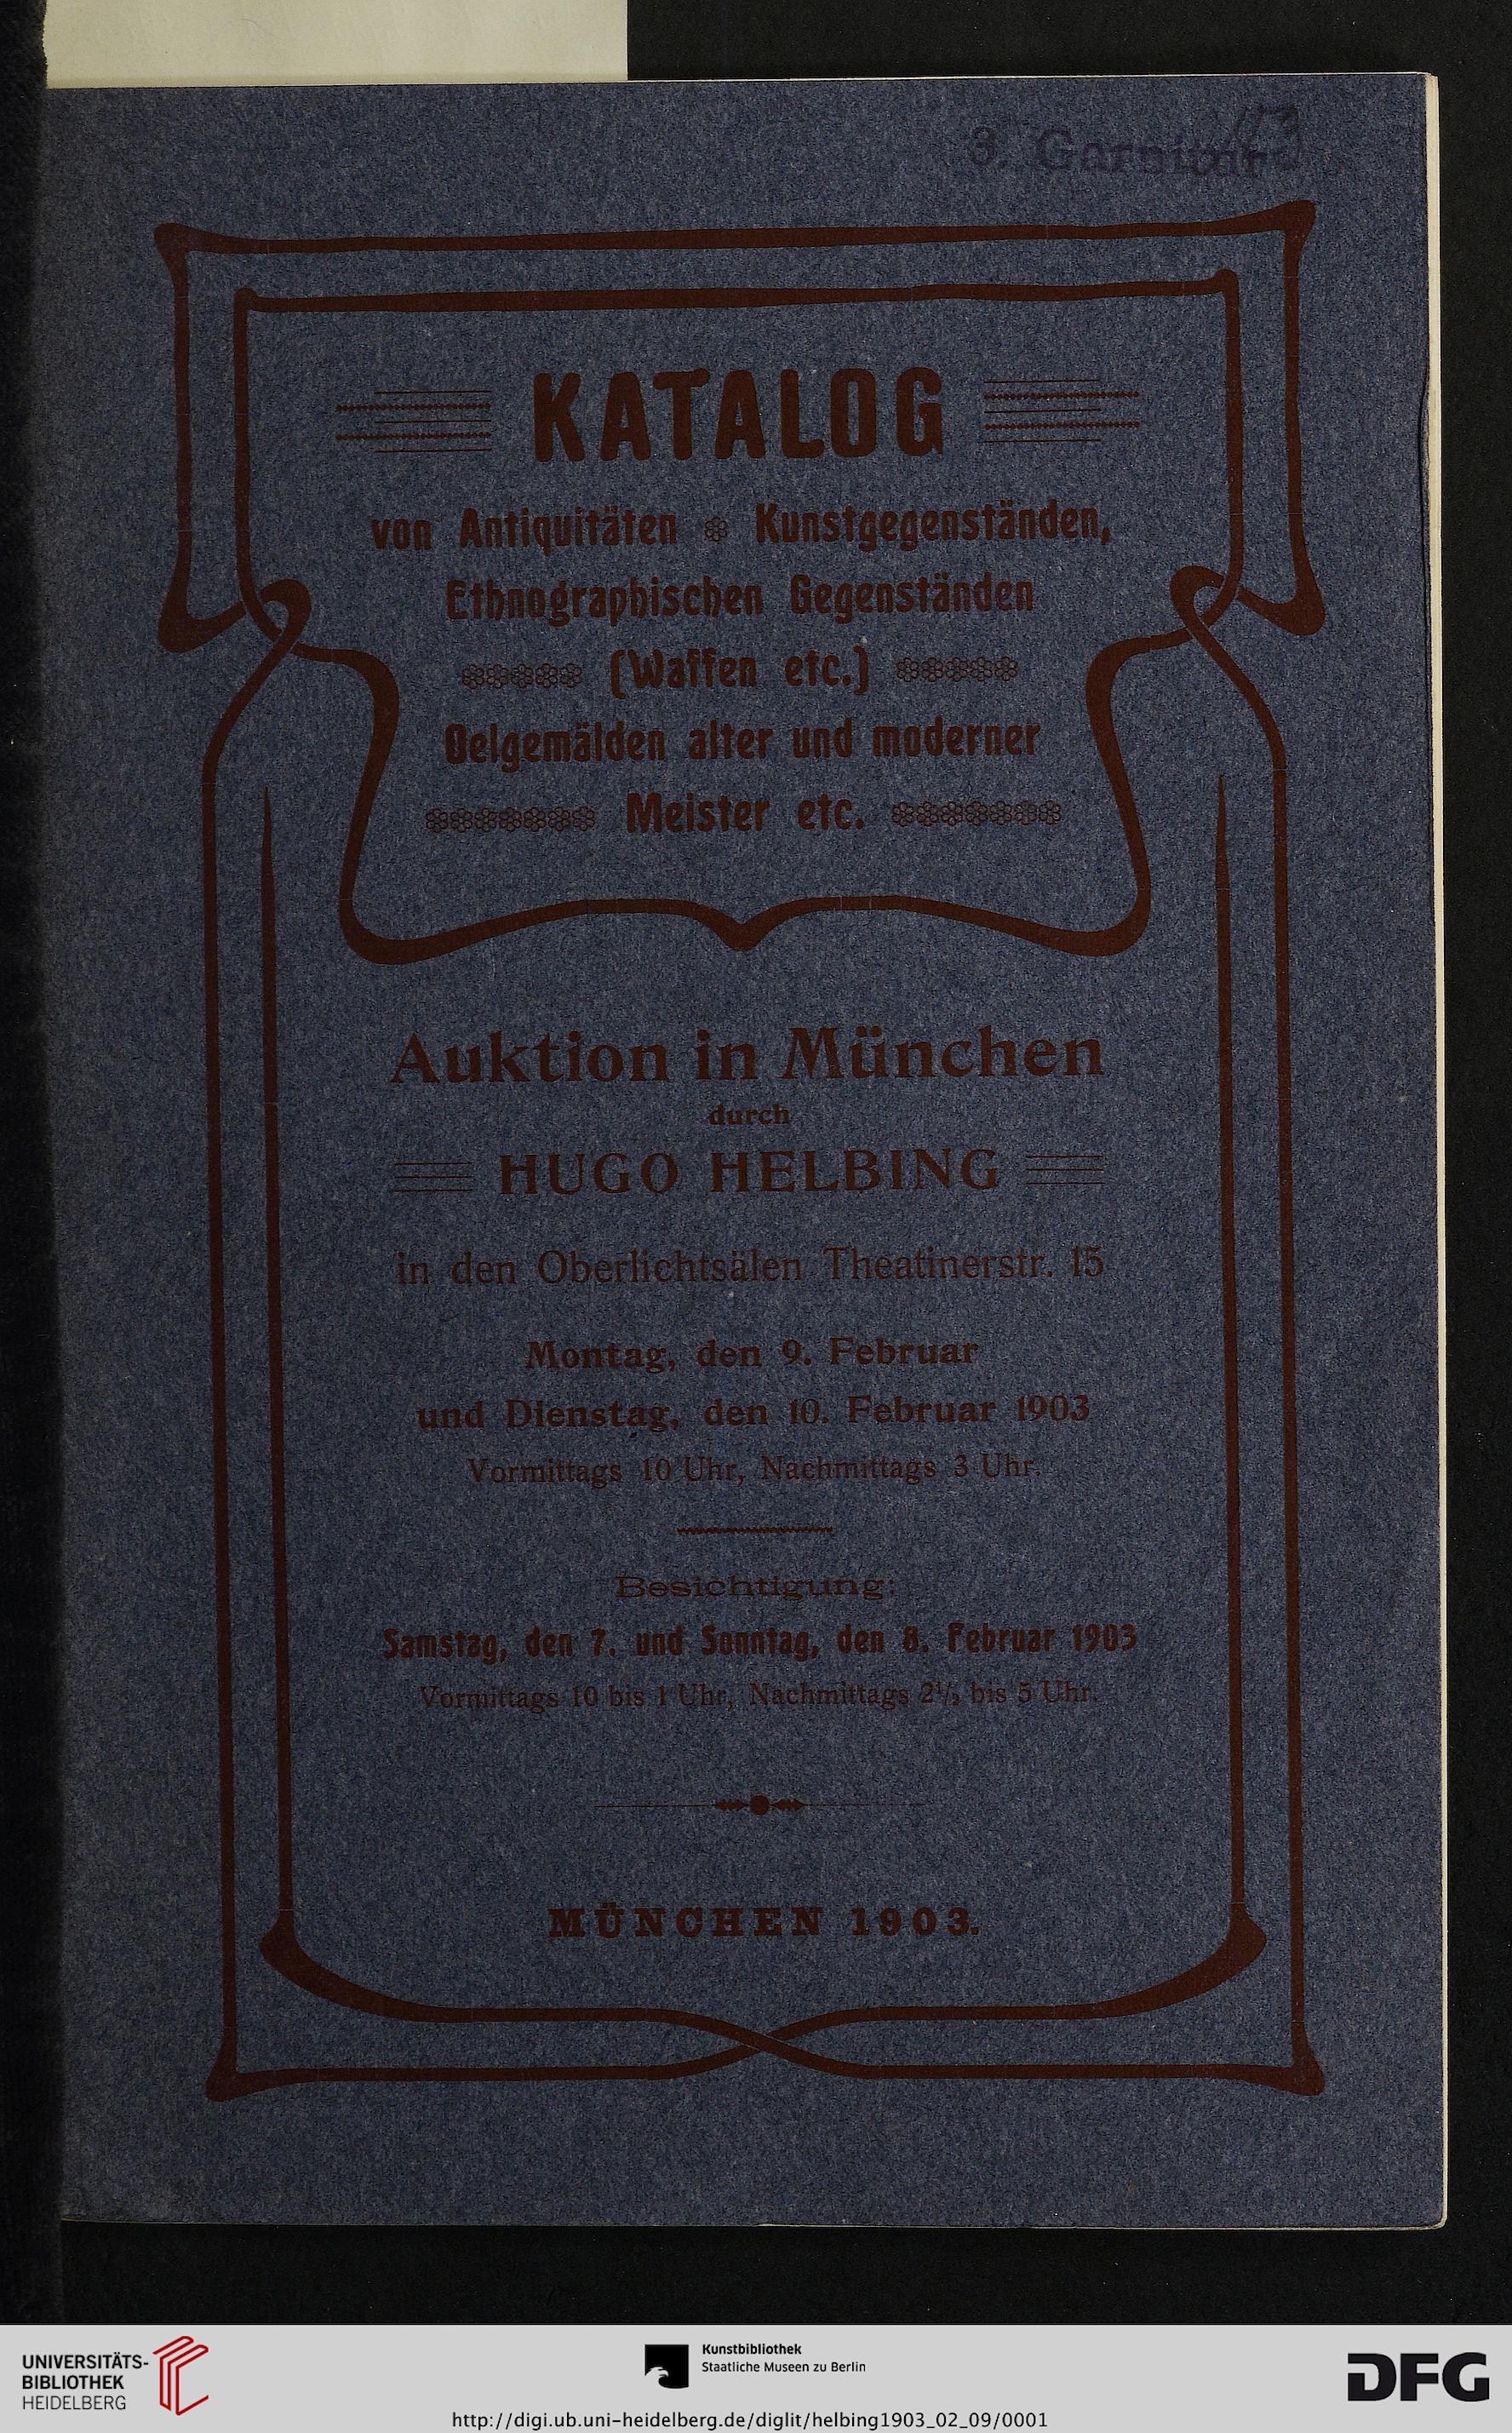 3. Garnitur
KATALOG
von Antiquitäten Kunstgegenständen,
Ethnographischen Gegenständen
(Waffen etc.)
Oelgemälden alter und moderner
Meister etc.
Auktion in München
durch
HUGO HELBING
in den Oberlichtsälen Theatinerstr. 15
Montag, den 9. Februar
und Dienstag, den 10. Februar 1903
Vormittags 10 Uhr, Nachmittags 3 Uhr.
Besichtigung:
Samstag, den 7. und Sonntag, den 8. Februar 1903
Vormittags 10 bis 1 Uhr, Nachmittags 2½ bis 5 Uhr.
MÜNCHEN 1903.
UNIVERSITÄTS-
BIBLIOTHEK
HEIDELBERG
Kunstbibliothek
Staatliche Museen zu Berlin
DFG
http://digi.ub.uni-heidelberg.de/diglit/helbing1903_02_09/0001